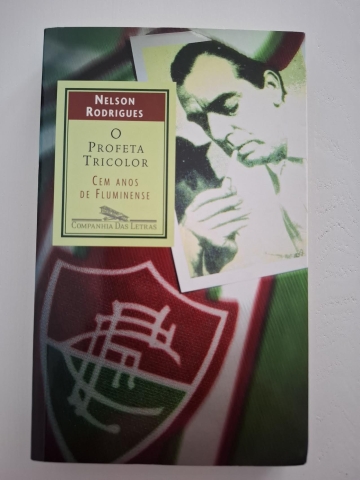 NELSON
RODRIGUES
O
PROFETA
TRICOLOR
CEM ANOS
DE FLUMINENSE
COMPANHIA DAS LETRAS